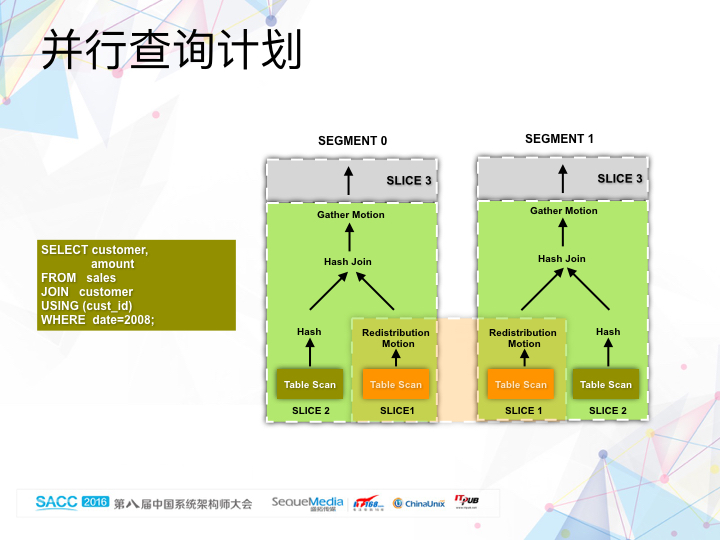 并行查询计划
SEGMENT 0
SEGMENT 1
SLICE 3
SLICE 3
Gather Motion
Gather Motion
Hash Join
Hash Join
SELECT customer,
amount
FROM sales
JOIN customer
USING (cust_id)
WHERE date=2008;
Hash
Redistribution
Motion
Redistribution
Motion
Hash
Table Scan
Table Scan
Table Scan
Table Scan
SLICE 2
SLICE1
SLICE 1
SLICE 2
SACC 2016 第八届中国系统架构师大会
SequeMedia
盛拓传媒
IT168.com
ChinaUnix
ITPUB
www.itpub.net